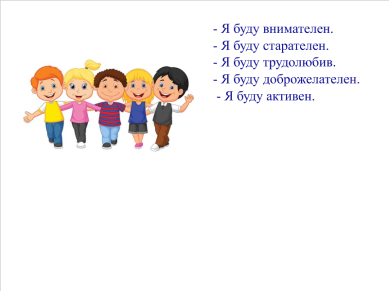 - Я буду внимателен.
- Я буду старателен.
- Я буду трудолюбив.
- Я буду доброжелателен.
- Я буду активен.